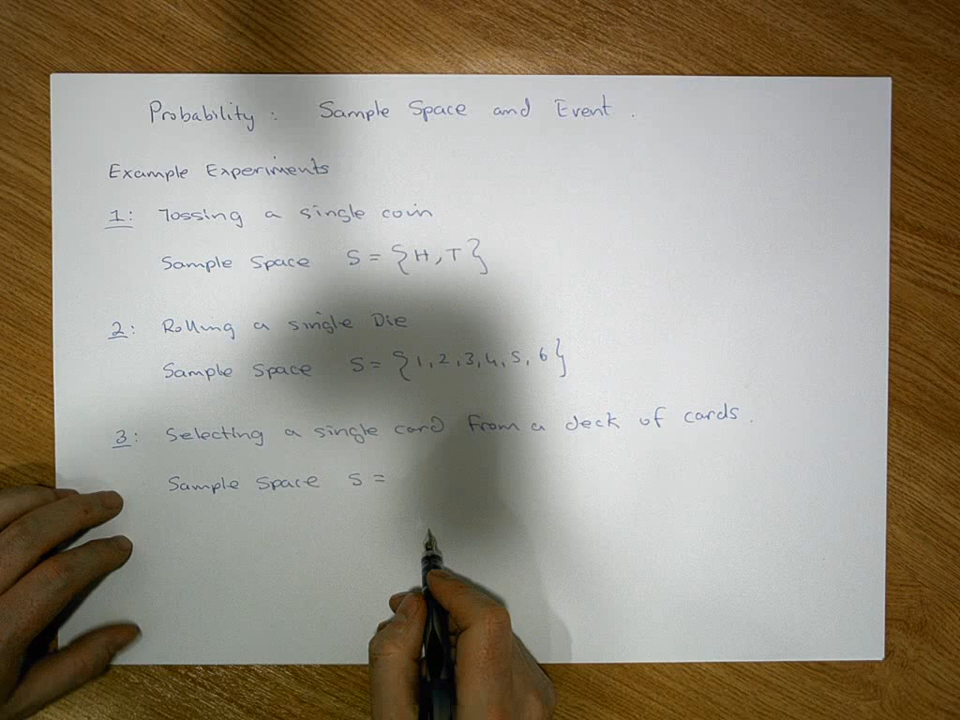 Probability : Sample Space and Event .
Example Experiments
1: Tossing a single coin
Sample Space S = {H, T}
2: Rolling a single Die
Sample Space S = {1, 2, 3, 4, 5, 6}
3: Selecting a single card from a deck of cards.
Sample Space S =